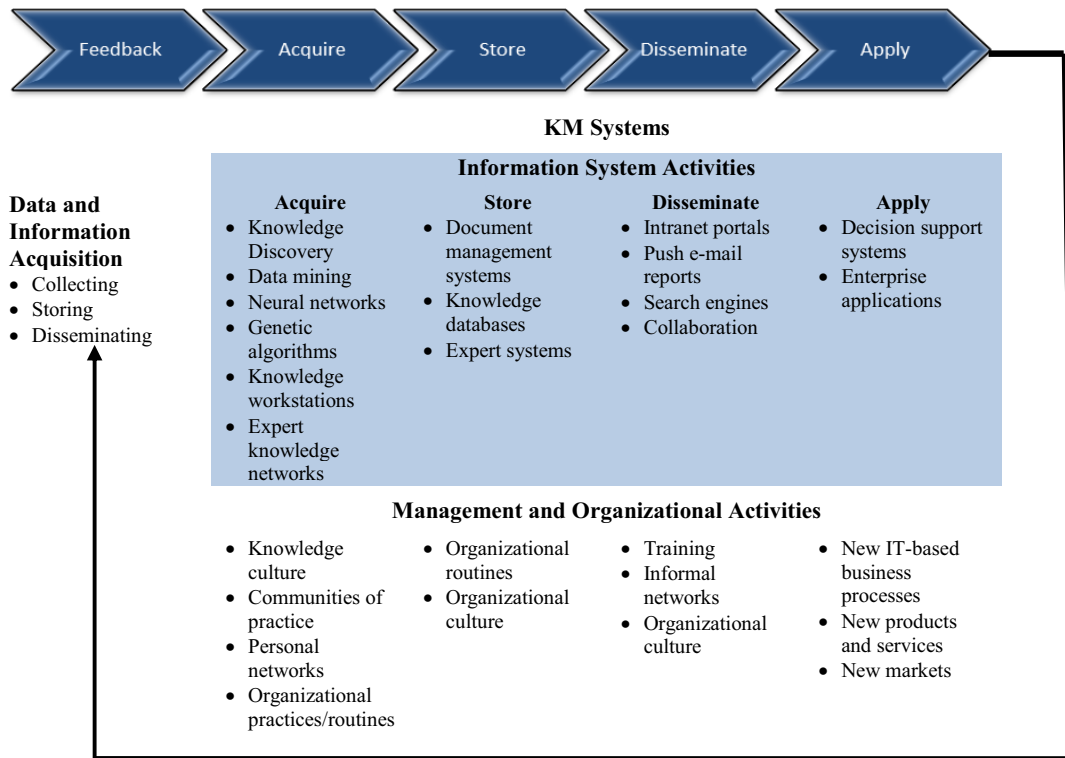 Feedback
Acquire
Store
Disseminate
Apply
KM Systems
Information System Activities
Data and
Information
Acquisition
• Collecting
• Storing
• Disseminating
Acquire
• Knowledge
Discovery
• Data mining
• Neural networks
• Genetic
algorithms
• Knowledge
workstations
• Expert
knowledge
networks
Store
• Document
management
systems
• Knowledge
databases
• Expert systems
Disseminate
• Intranet portals
• Push e-mail
reports
• Search engines
• Collaboration
Apply
• Decision support
systems
• Enterprise
applications
Management and Organizational Activities
• Knowledge
culture
• Communities of
practice
• Personal
networks
• Organizational
practices/routines
• Organizational
routines
• Organizational
culture
• Training
• Informal
networks
• Organizational
culture
• New IT-based
business
processes
• New products
and services
• New markets